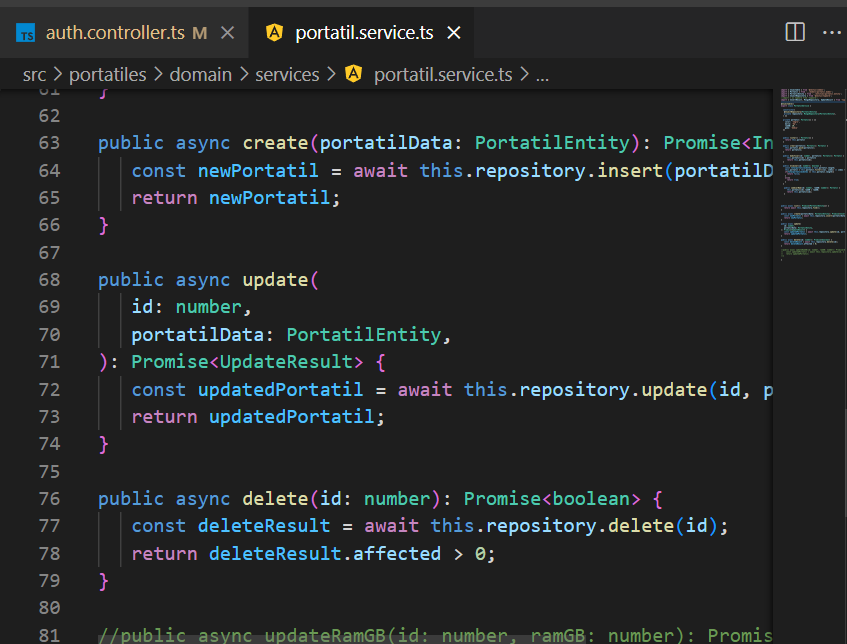 TS auth.controller.ts M
portatil.service.ts
src > portatiles > domain > services > portatil.service.ts > ...
61 }
62
63 public async create(portatilData: PortatilEntity): Promise<In
64 const newPortatil = await this.repository.insert(portatilD
65 return newPortatil;
66 }
67
68 public async update(
69 id: number,
70 portatilData: PortatilEntity,
71 ): Promise<UpdateResult> {
72 const updatedPortatil = await this.repository.update(id, p
73 return updatedPortatil;
74 }
75
76 public async delete(id: number): Promise<boolean> {
77 const deleteResult = await this.repository.delete(id);
78 return deleteResult.affected > 0;
79 }
80
81 //public async updateRamGB(id: number, ramGB: number): Promis